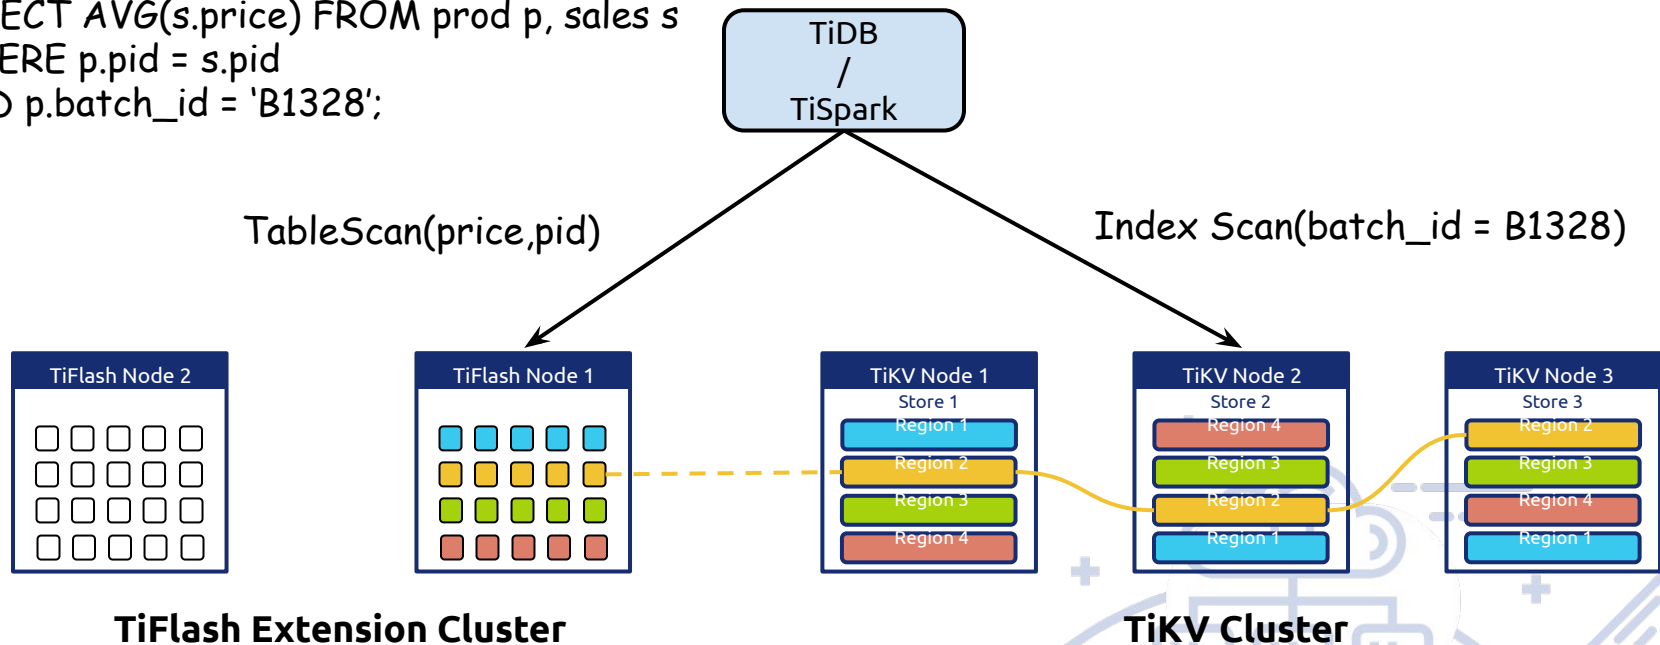 ECT AVG(s.price) FROM prod p, sales s
ERE p.pid = s.pid
p.batch_id = ‘B1328’;
TiDB
/
TiSpark
TableScan(price,pid)
Index Scan(batch_id = B1328)
TiFlash Node 2
TiFlash Node 1
TiKV Node 1
Store 1
Region 1
Region 2
Region 3
Region 4
TiKV Node 2
Store 2
Region 4
Region 3
Region 2
Region 1
TiKV Node 3
Store 3
Region 2
Region 3
Region 4
Region 1
TiFlash Extension Cluster
TiKV Cluster